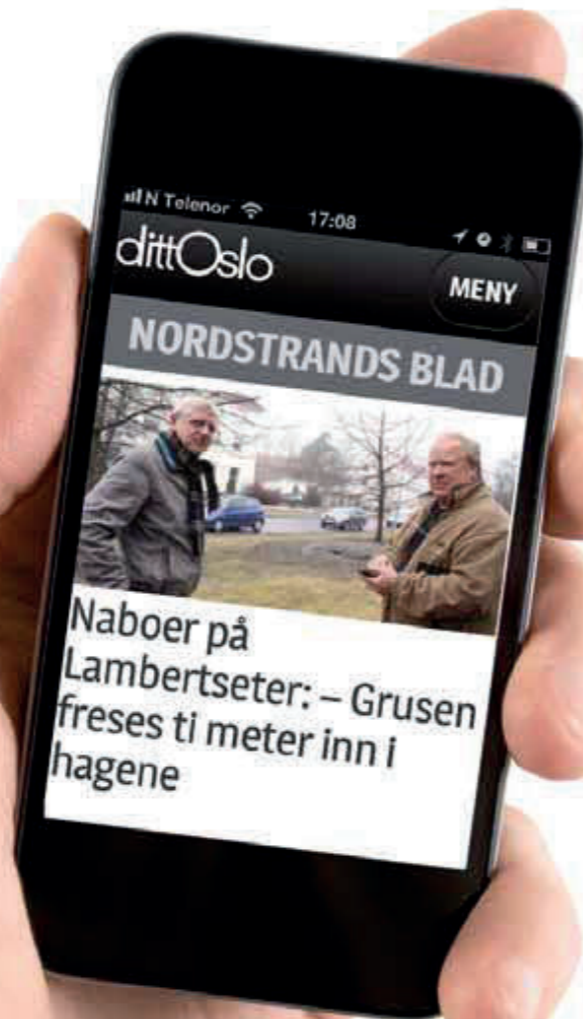 N Telenor 17:08
dittOslo
MENY
NORDSTRANDS BLAD
Naboer på
Lambertseter: – Grusen
freses ti meter inn i
hagene